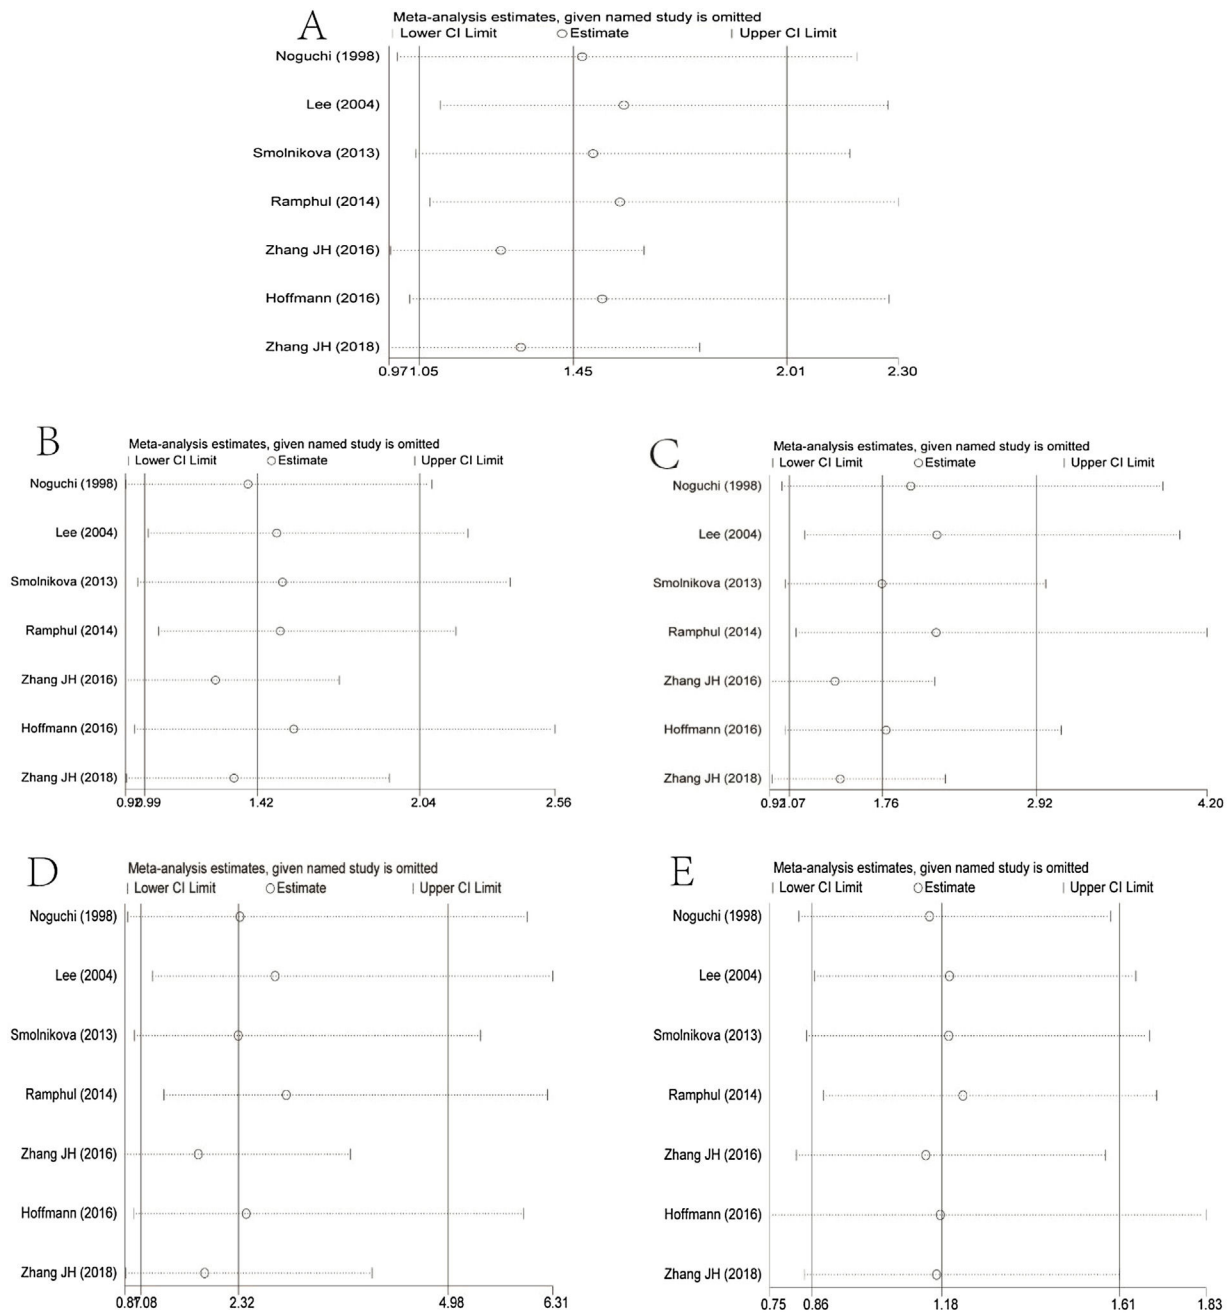 A
Meta-analysis estimates, given named study is omitted
Lower CI Limit Estimate Upper CI Limit
Noguchi (1998)
Lee (2004)
Smolnikova (2013)
Ramphul (2014)
Zhang JH (2016)
Hoffmann (2016)
Zhang JH (2018)
0.97 1.05 1.45 2.01 2.30
B
Meta-analysis estimates, given named study is omitted
Lower CI Limit Estimate Upper CI Limit
Noguchi (1998)
Lee (2004)
Smolnikova (2013)
Ramphul (2014)
Zhang JH (2016)
Hoffmann (2016)
Zhang JH (2018)
0.99 1.42 2.04 2.56
C
Meta-analysis estimates, given named study is omitted
Lower CI Limit Estimate Upper CI Limit
Noguchi (1998)
Lee (2004)
Smolnikova (2013)
Ramphul (2014)
Zhang JH (2016)
Hoffmann (2016)
Zhang JH (2018)
1.07 1.76 2.92 4.20
D
Meta-analysis estimates, given named study is omitted
Lower CI Limit Estimate Upper CI Limit
Noguchi (1998)
Lee (2004)
Smolnikova (2013)
Ramphul (2014)
Zhang JH (2016)
Hoffmann (2016)
Zhang JH (2018)
1.08 2.32 4.98 6.31
E
Meta-analysis estimates, given named study is omitted
Lower CI Limit Estimate Upper CI Limit
Noguchi (1998)
Lee (2004)
Smolnikova (2013)
Ramphul (2014)
Zhang JH (2016)
Hoffmann (2016)
Zhang JH (2018)
0.75 0.86 1.18 1.61 1.83